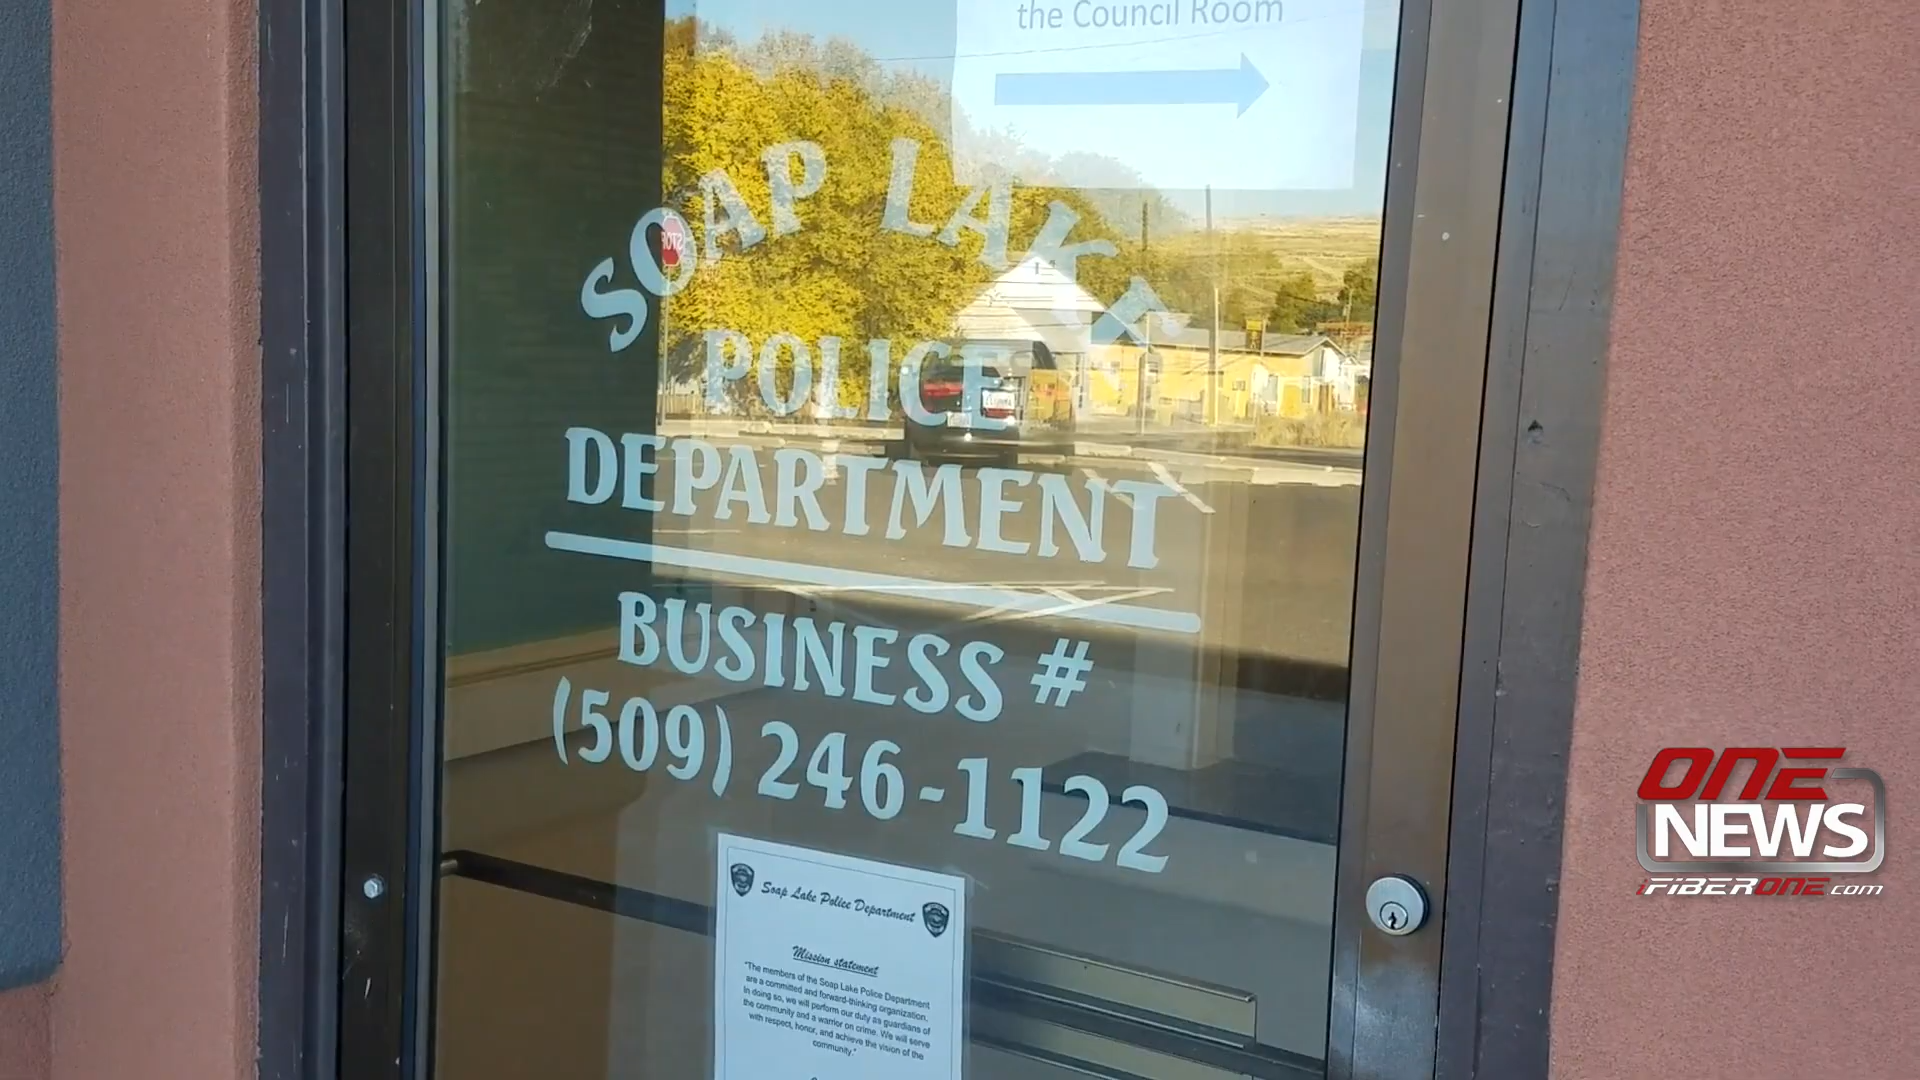 the Council Room
SOAP LAKE
STOP
POLICE
DEPARTMENT
BUSINESS #
(509) 246-1122
Soap Lake Police Department
Mission statement
"The members of the Soap Lake Police Department
are a committed and forward-thinking organization.
In doing so, we will perform our duty as guardians of
the community and a warrior on crime. We will serve
with respect, honor, and achieve the vision of the
community."
ONE
NEWS
iFIBERONE.com